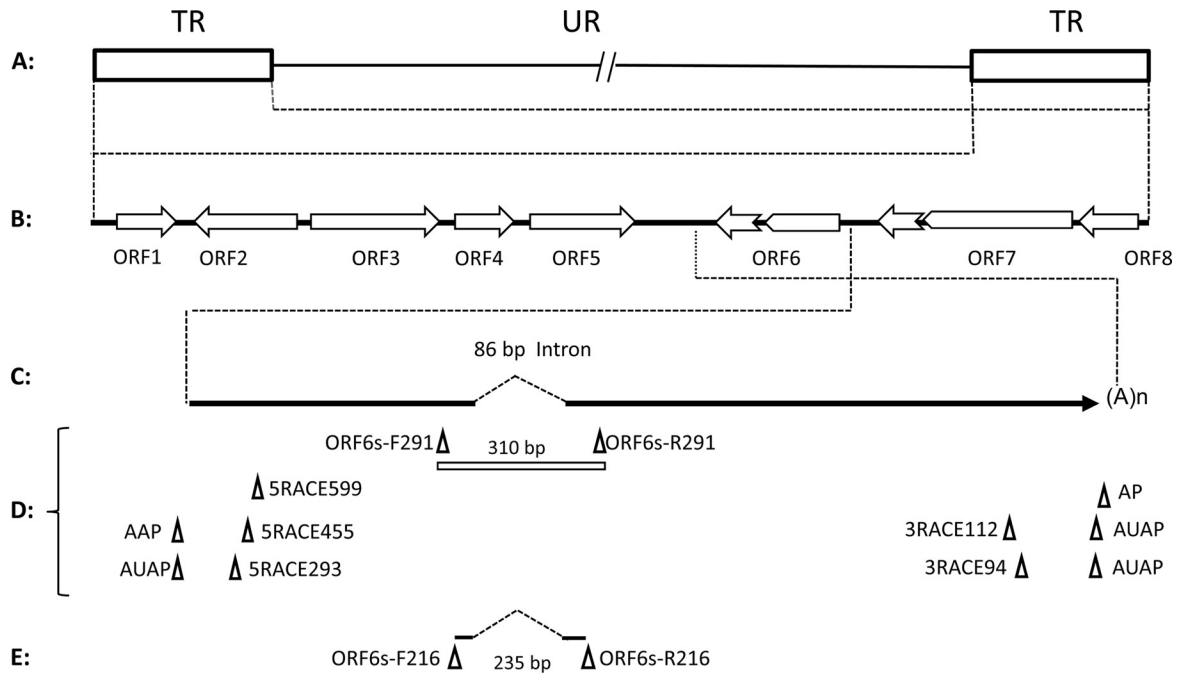 TR UR TR
A:
B:
ORF1 ORF2 ORF3 ORF4 ORF5 ORF6 ORF7 ORF8
86 bp Intron
C:
(A)n
ORF6s-F291 310 bp ORF6s-R291
5RACE599 AP
D:
AAP 5RACE455 3RACE112 AUAP
AUAP 5RACE293 3RACE94 AUAP
E: ORF6s-F216 235 bp ORF6s-R216